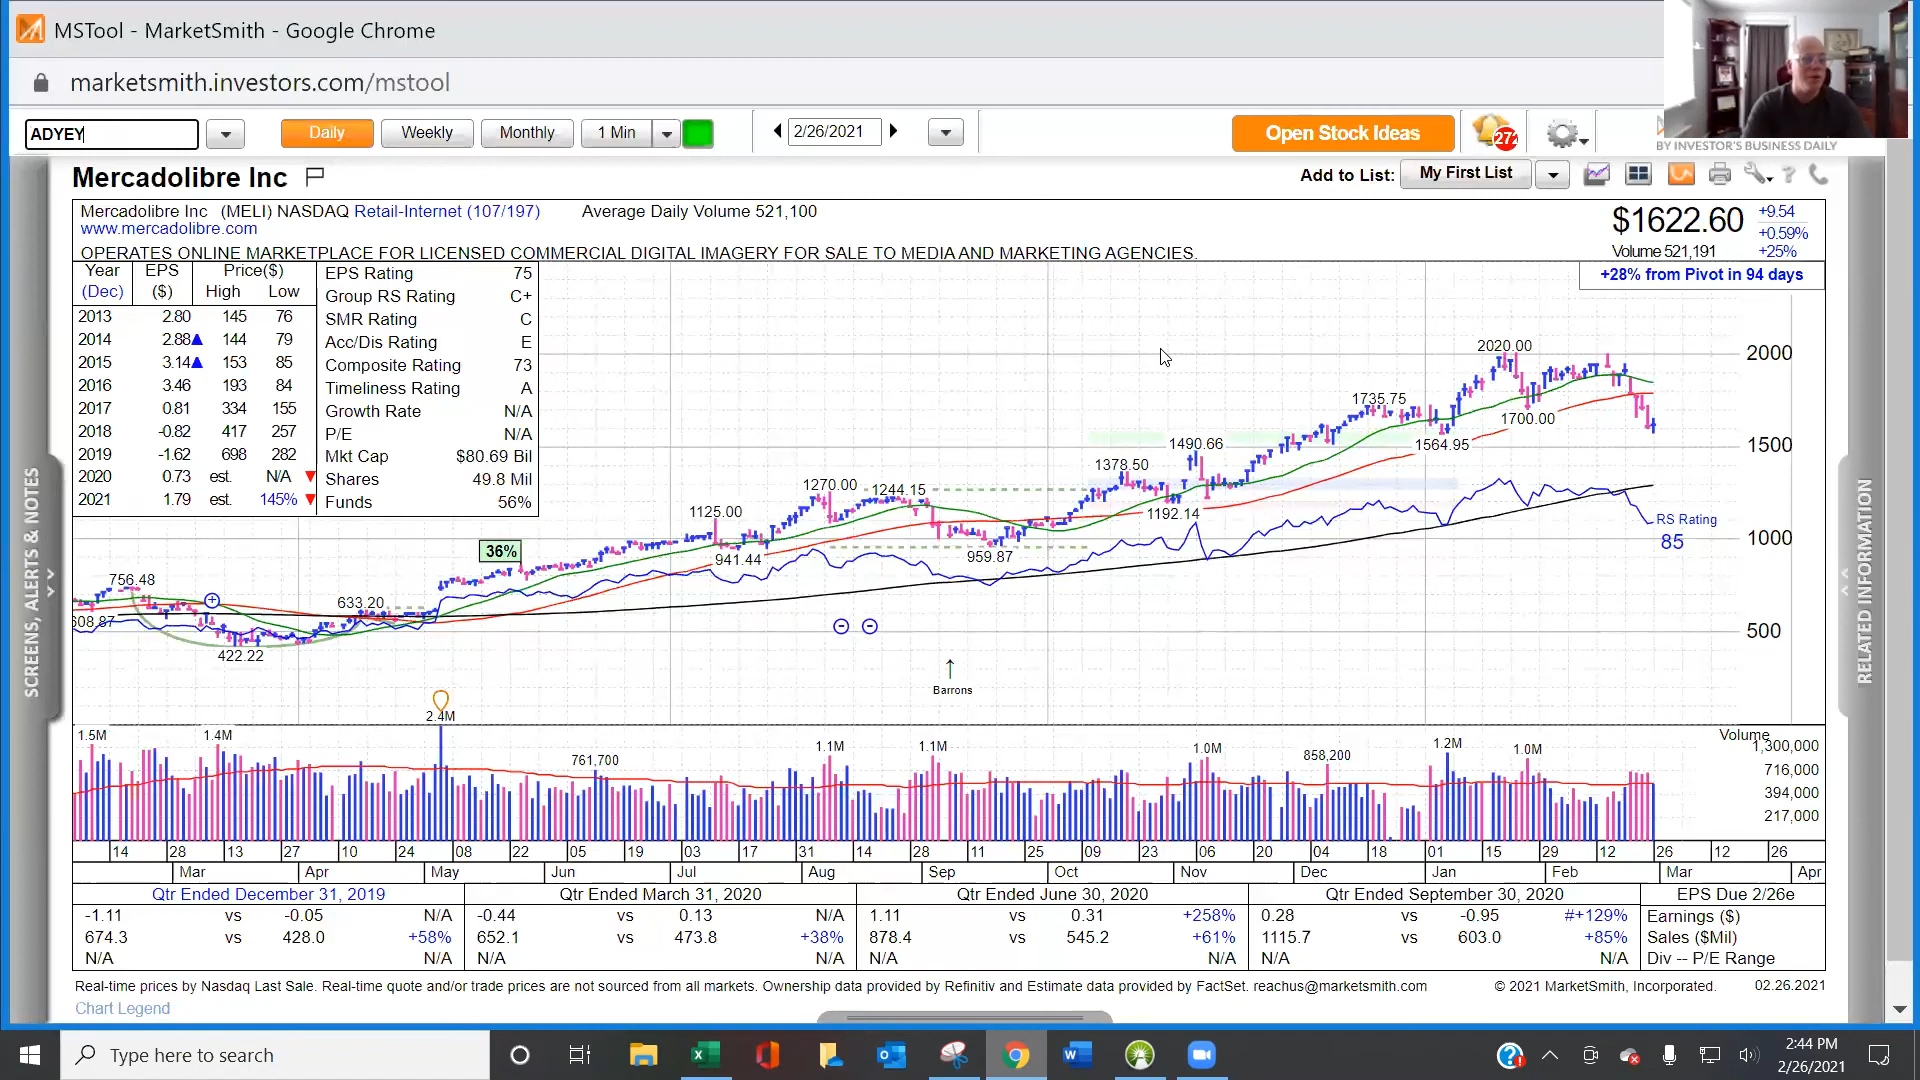 MSTool - MarketSmith - Google Chrome
marketsmith.investors.com/mstool
ADYEY Daily Weekly Monthly 1 Min 2/26/2021 Open Stock Ideas 272
BY INVESTOR'S BUSINESS DAILY
Mercadolibre Inc Add to List: My First List
Mercadolibre Inc (MELI) NASDAQ Retail-Internet (107/197) Average Daily Volume 521,100 $1622.60 +9.54
www.mercadolibre.com +0.59%
OPERATES ONLINE MARKETPLACE FOR LICENSED COMMERCIAL DIGITAL IMAGERY FOR SALE TO MEDIA AND MARKETING AGENCIES. Volume 521,191 +25%
+28% from Pivot in 94 days
Year EPS Price($) EPS Rating 75
(Dec) ($) High Low Group RS Rating C+
2013 2.80 145 76 SMR Rating C
2014 2.88 144 79 Acc/Dis Rating E
2015 3.14 153 85 Composite Rating 73
2016 3.46 193 84 Timeliness Rating A
2017 0.81 334 155 Growth Rate N/A
2018 -0.82 417 257 P/E N/A
2019 -1.62 698 282 Mkt Cap $80.69 Bil
2020 0.73 est. N/A Shares 49.8 Mil
2021 1.79 est. 145% Funds 56%
2020.00 2000
1735.75 1700.00
1490.66 1564.95 1500
1378.50
1270.00 1244.15
1125.00 1192.14 RS Rating
85
1000
36% 941.44 959.87
756.48
633.20
608.87 500
422.22
Barrons
2.4M
1.5M 1.4M 761,700 1.1M 1.1M 1.0M 858,200 1.2M 1.0M Volume
1,300,000
716,000
394,000
217,000
14 28 13 27 10 24 08 22 05 19 03 17 31 14 28 11 25 09 23 06 20 04 18 01 15 29 12 26 12 26
Mar Apr May Jun Jul Aug Sep Oct Nov Dec Jan Feb Mar Apr
Qtr Ended December 31, 2019 Qtr Ended March 31, 2020 Qtr Ended June 30, 2020 Qtr Ended September 30, 2020 EPS Due 2/26e
-1.11 vs -0.05 N/A -0.44 vs 0.13 N/A 1.11 vs 0.31 +258% 0.28 vs -0.95 #+129% Earnings ($)
674.3 vs 428.0 +58% 652.1 vs 473.8 +38% 878.4 vs 545.2 +61% 1115.7 vs 603.0 +85% Sales ($Mil)
N/A N/A N/A N/A N/A N/A N/A N/A Div -- P/E Range
Real-time prices by Nasdaq Last Sale. Real-time quote and/or trade prices are not sourced from all markets. Ownership data provided by Refinitiv and Estimate data provided by FactSet. reachus@marketsmith.com © 2021 MarketSmith, Incorporated. 02.26.2021
Chart Legend
SCREENS, ALERTS & NOTES
RELATED INFORMATION
Type here to search
2:44 PM
2/26/2021